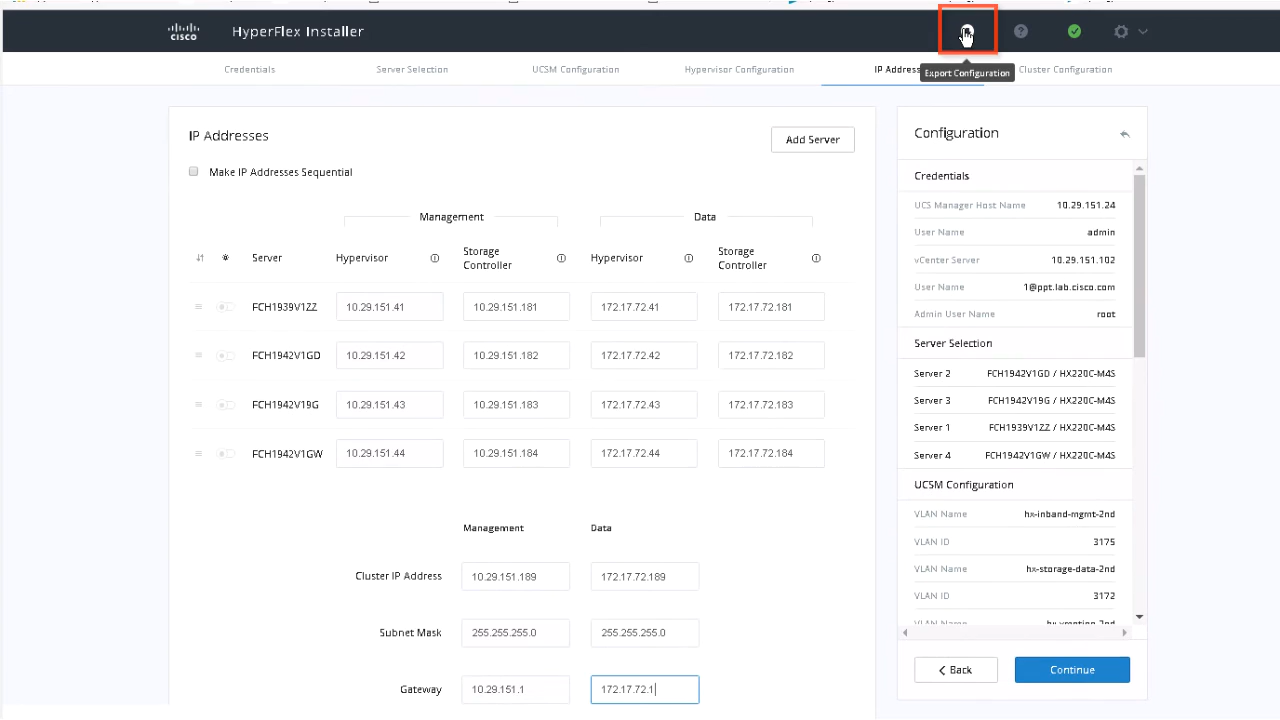 cisco
HyperFlex Installer
?
Credentials
Server Selection
UCSM Configuration
Hypervisor Configuration
IP Address
Export Configuration
Cluster Configuration
IP Addresses
Add Server
Make IP Addresses Sequential
Management
Data
Server
Hypervisor
Storage
Controller
Hypervisor
Storage
Controller
FCH1939V1ZZ
10.29.151.41
10.29.151.181
172.17.72.41
172.17.72.181
FCH1942V1GD
10.29.151.42
10.29.151.182
172.17.72.42
172.17.72.182
FCH1942V19G
10.29.151.43
10.29.151.183
172.17.72.43
172.17.72.183
FCH1942V1GW
10.29.151.44
10.29.151.184
172.17.72.44
172.17.72.184
Management
Data
Cluster IP Address
10.29.151.189
172.17.72.189
Subnet Mask
255.255.255.0
255.255.255.0
Gateway
10.29.151.1
172.17.72.1
Configuration
Credentials
UCS Manager Host Name
10.29.151.24
User Name
admin
vCenter Server
10.29.151.102
User Name
1@ppt.lab.cisco.com
Admin User Name
root
Server Selection
Server 2
FCH1942V1GD / HX220C-M4S
Server 3
FCH1942V19G / HX220C-M4S
Server 1
FCH1939V1ZZ / HX220C-M4S
Server 4
FCH1942V1GW / HX220C-M4S
UCSM Configuration
VLAN Name
hx-inband-mgmt-2nd
VLAN ID
3175
VLAN Name
hx-storage-data-2nd
VLAN ID
3172
VLAN Name
Back
Continue